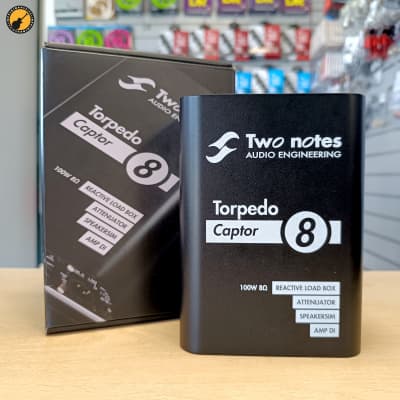 Two notes
AUDIO ENGINEERING
Torpedo
Captor 8
100W 8Ω REACTIVE LOAD BOX
ATTENUATOR
SPEAKERSIM
AMP DI
Two notes
AUDIO ENGINEERING
Torpedo
Captor 8
100W 8Ω REACTIVE LOAD BOX
ATTENUATOR
SPEAKERSIM
AMP DI